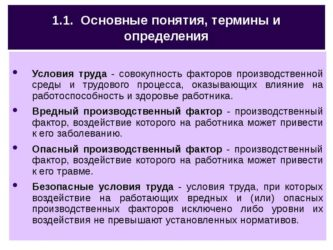 1.1. Основные понятия, термины и
определения
Условия труда - совокупность факторов производственной
среды и трудового процесса, оказывающих влияние на
работоспособность и здоровье работника.
Вредный производственный фактор - производственный
фактор, воздействие которого на работника может привести
к его заболеванию.
Опасный производственный фактор - производственный
фактор, воздействие которого на работника может привести
к его травме.
Безопасные условия труда - условия труда, при которых
воздействие на работающих вредных и (или) опасных
производственных факторов исключено либо уровни их
воздействия не превышают установленных нормативов.